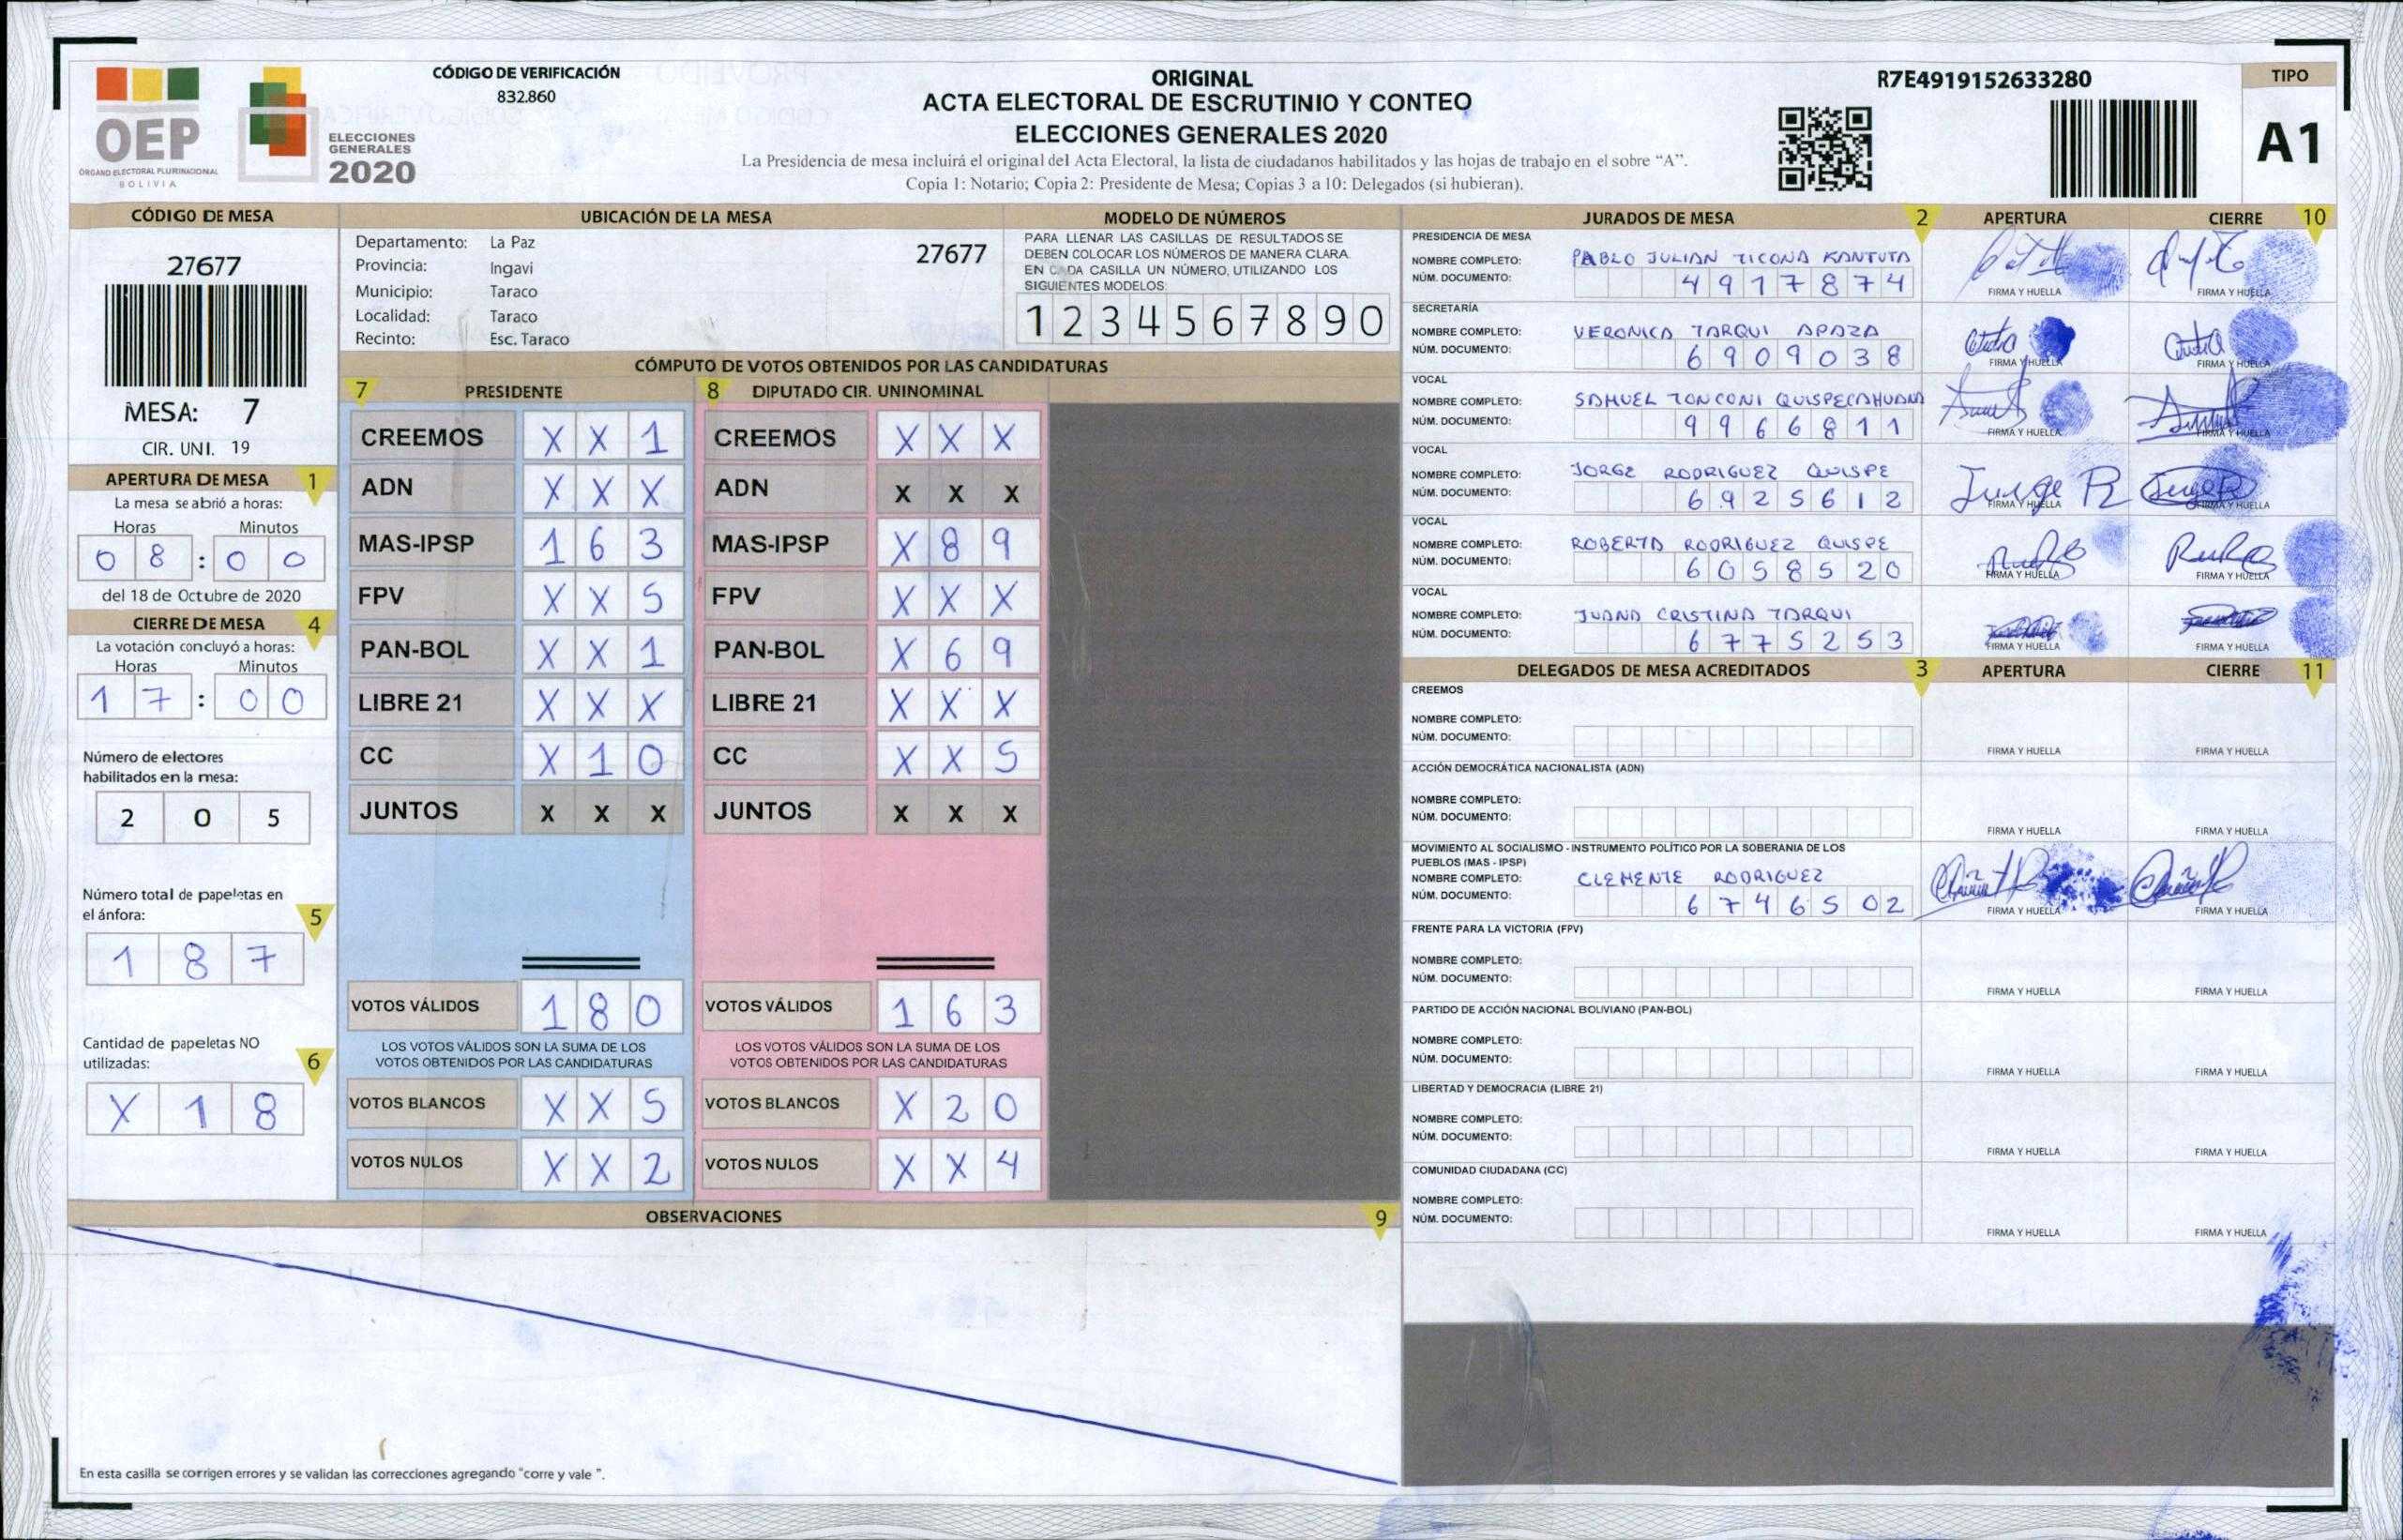 OEP
ÓRGANO ELECTORAL PLURINACIONAL
BOLIVIA
ELECCIONES
GENERALES
2020
CÓDIGO DE VERIFICACIÓN
832.860
ORIGINAL
ACTA ELECTORAL DE ESCRUTINIO Y CONTEO
ELECCIONES GENERALES 2020
La Presidencia de mesa incluirá el original del Acta Electoral, la lista de ciudadanos habilitados y las hojas de trabajo en el sobre “A”.
Copia 1: Notario; Copia 2: Presidente de Mesa; Copias 3 a 10: Delegados (si hubieran).
R7E4919152633280
TIPO
A1
CÓDIGO DE MESA
27677
MESA: 7
CIR. UNI. 19
APERTURA DE MESA 1
La mesa se abrió a horas:
Horas Minutos
0 8 : 0 0
del 18 de Octubre de 2020
CIERRE DE MESA 4
La votación concluyó a horas:
Horas Minutos
1 7 : 0 0
Número de electores
habilitados en la mesa:
2 0 5
Número total de papeletas en
el ánfora: 5
1 8 7
Cantidad de papeletas NO
utilizadas: 6
X 1 8
UBICACIÓN DE LA MESA
Departamento: La Paz 27677
Provincia: Ingavi
Municipio: Taraco
Localidad: Taraco
Recinto: Esc. Taraco
MODELO DE NÚMEROS
PARA LLENAR LAS CASILLAS DE RESULTADOS SE
DEBEN COLOCAR LOS NÚMEROS DE MANERA CLARA.
EN CADA CASILLA UN NÚMERO, UTILIZANDO LOS
SIGUIENTES MODELOS:
1 2 3 4 5 6 7 8 9 0
CÓMPUTO DE VOTOS OBTENIDOS POR LAS CANDIDATURAS
7 PRESIDENTE
CREEMOS X X 1
ADN X X X
MAS-IPSP 1 6 3
FPV X X 5
PAN-BOL X X 1
LIBRE 21 X X X
CC X 1 0
JUNTOS X X X
VOTOS VÁLIDOS 1 8 0
LOS VOTOS VÁLIDOS SON LA SUMA DE LOS
VOTOS OBTENIDOS POR LAS CANDIDATURAS
VOTOS BLANCOS X X 5
VOTOS NULOS X X 2
8 DIPUTADO CIR. UNINOMINAL
CREEMOS X X X
ADN X X X
MAS-IPSP X 8 9
FPV X X X
PAN-BOL X 6 9
LIBRE 21 X X X
CC X X 5
JUNTOS X X X
VOTOS VÁLIDOS 1 6 3
LOS VOTOS VÁLIDOS SON LA SUMA DE LOS
VOTOS OBTENIDOS POR LAS CANDIDATURAS
VOTOS BLANCOS X 2 0
VOTOS NULOS X X 4
OBSERVACIONES 9
En esta casilla se corrigen errores y se validan las correcciones agregando "corre y vale ".
JURADOS DE MESA 2 APERTURA CIERRE 10
PRESIDENCIA DE MESA
NOMBRE COMPLETO: PABLO JULIAN TICONA KANTUTA
NÚM. DOCUMENTO: 4917874
FIRMA Y HUELLA FIRMA Y HUELLA
SECRETARÍA
NOMBRE COMPLETO: VERONICA TARQUI APAZA
NÚM. DOCUMENTO: 6909038
FIRMA Y HUELLA FIRMA Y HUELLA
VOCAL
NOMBRE COMPLETO: SAMUEL TONCONI QUISPECAHUANA
NÚM. DOCUMENTO: 9966811
FIRMA Y HUELLA FIRMA Y HUELLA
VOCAL
NOMBRE COMPLETO: JORGE RODRIGUEZ QUISPE
NÚM. DOCUMENTO: 6925612
Jorge R
FIRMA Y HUELLA FIRMA Y HUELLA
VOCAL
NOMBRE COMPLETO: ROBERTA RODRIGUEZ QUISPE
NÚM. DOCUMENTO: 6058520
FIRMA Y HUELLA FIRMA Y HUELLA
VOCAL
NOMBRE COMPLETO: JUANA CRISTINA TARQUI
NÚM. DOCUMENTO: 6775253
FIRMA Y HUELLA FIRMA Y HUELLA
DELEGADOS DE MESA ACREDITADOS 3 APERTURA CIERRE 11
CREEMOS
NOMBRE COMPLETO:
NÚM. DOCUMENTO:
FIRMA Y HUELLA FIRMA Y HUELLA
ACCIÓN DEMOCRÁTICA NACIONALISTA (ADN)
NOMBRE COMPLETO:
NÚM. DOCUMENTO:
FIRMA Y HUELLA FIRMA Y HUELLA
MOVIMIENTO AL SOCIALISMO - INSTRUMENTO POLÍTICO POR LA SOBERANIA DE LOS
PUEBLOS (MAS - IPSP)
NOMBRE COMPLETO: CLEMENTE RODRIGUEZ
NÚM. DOCUMENTO: 6746502
FIRMA Y HUELLA FIRMA Y HUELLA
FRENTE PARA LA VICTORIA (FPV)
NOMBRE COMPLETO:
NÚM. DOCUMENTO:
FIRMA Y HUELLA FIRMA Y HUELLA
PARTIDO DE ACCIÓN NACIONAL BOLIVIANO (PAN-BOL)
NOMBRE COMPLETO:
NÚM. DOCUMENTO:
FIRMA Y HUELLA FIRMA Y HUELLA
LIBERTAD Y DEMOCRACIA (LIBRE 21)
NOMBRE COMPLETO:
NÚM. DOCUMENTO:
FIRMA Y HUELLA FIRMA Y HUELLA
COMUNIDAD CIUDADANA (CC)
NOMBRE COMPLETO:
NÚM. DOCUMENTO:
FIRMA Y HUELLA FIRMA Y HUELLA